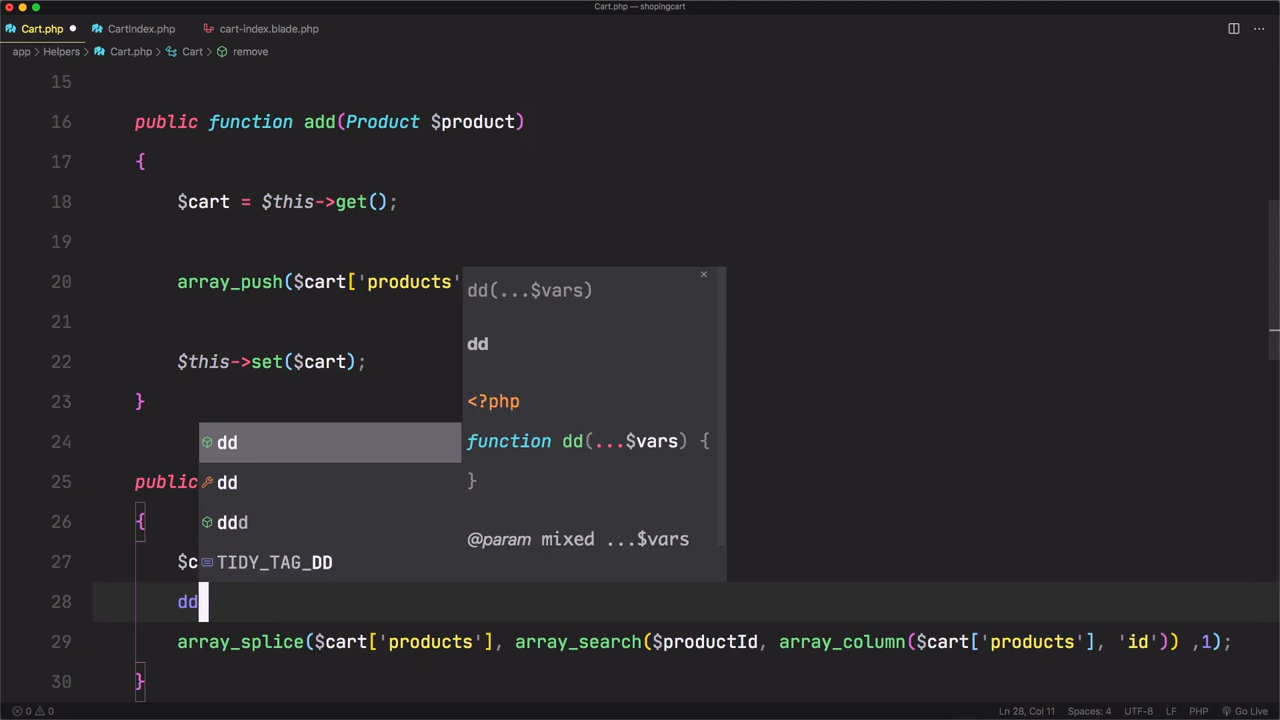 Cart.php — shopingcart
Cart.php CartIndex.php cart-index.blade.php
app > Helpers > Cart.php > Cart > remove
15
16 public function add(Product $product)
17 {
18 $cart = $this->get();
19
20 array_push($cart['products'
21
22 $this->set($cart);
23 }
24
25 public
26 {
27 $c
28 dd
29 array_splice($cart['products'], array_search($productId, array_column($cart['products'], 'id')) ,1);
30 }
dd
dd
ddd
TIDY_TAG_DD
dd(...$vars)
dd
<?php
function dd(...$vars) {
}
@param mixed ...$vars
0 0 Ln 28, Col 11 Spaces: 4 UTF-8 LF PHP Go Live